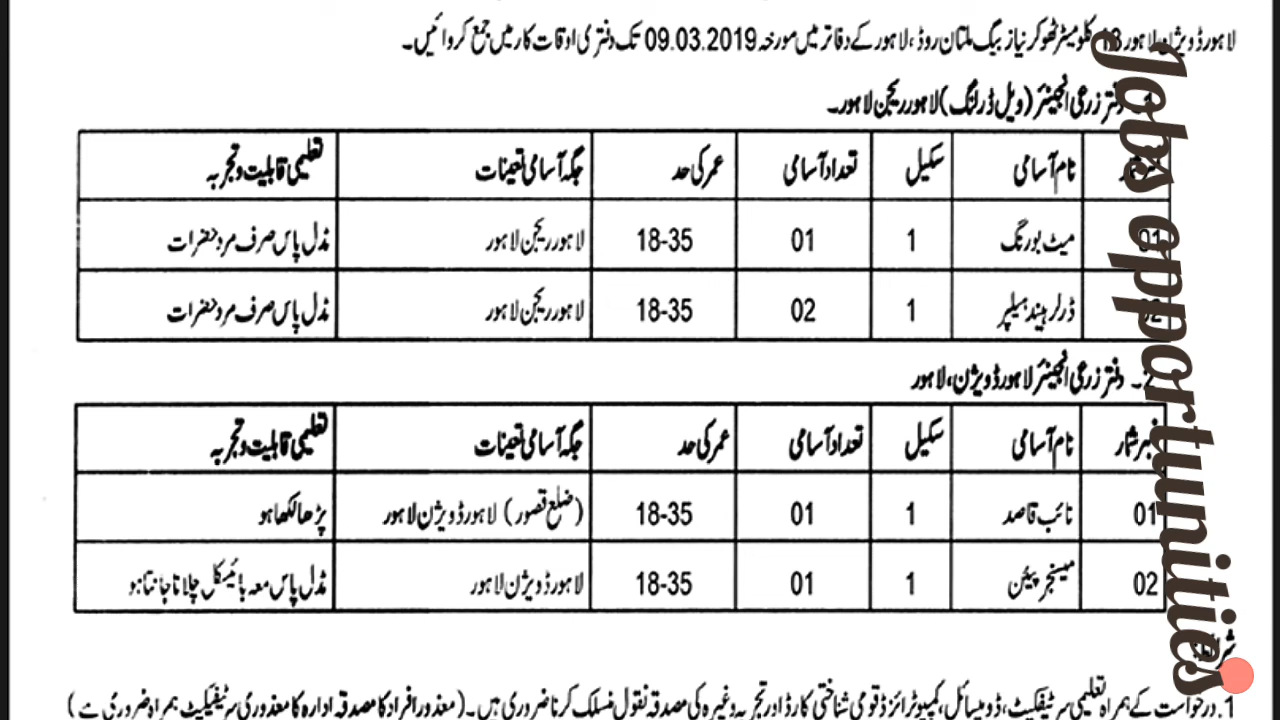 لاہور ڈویژن لاہور 18 کلومیٹر ٹھوکر نیاز بیگ ملتان روڈ، لاہور کے دفاتر میں مورخہ 09.03.2019 تک دفتری اوقات کار میں جمع کروائیں۔
دفتر زرعی انجینئر (ویل ڈرلنگ) لاہور ریجن لاہور۔
نام آسامی سکیل تعداد آسامی عمر کی حد جگہ آسامی تعینات تعلیمی قابلیت و تجربہ
01 میٹ بورنگ 1 01 18-35 لاہور ریجن لاہور مڈل پاس صرف مرد حضرات
02 ڈرلر ہینڈ ہیلپر 1 02 18-35 لاہور ریجن لاہور مڈل پاس صرف مرد حضرات
2۔ دفتر زرعی انجینئر لاہور ڈویژن، لاہور
نمبر شمار نام آسامی سکیل تعداد آسامی عمر کی حد جگہ آسامی تعینات تعلیمی قابلیت و تجربہ
01 نائب قاصد 1 01 18-35 (ضلع قصور) لاہور ڈویژن لاہور پڑھا لکھا ہو
02 میسنجر پیئن 1 01 18-35 لاہور ڈویژن لاہور مڈل پاس معہ بائیسکل چلانا جانتا ہو
شرائط:
1. درخواست کے ہمراہ تعلیمی سرٹیفکیٹ، ڈومیسائل، کمپیوٹرائزڈ قومی شناختی کارڈ اور تجربہ وغیرہ کی مصدقہ نقول منسلک کرنا ضروری ہیں۔ (معذور افراد کا مصدقہ ادارہ کا معذوری سرٹیفکیٹ ہمراہ ضروری ہے)
Jobs opportunities